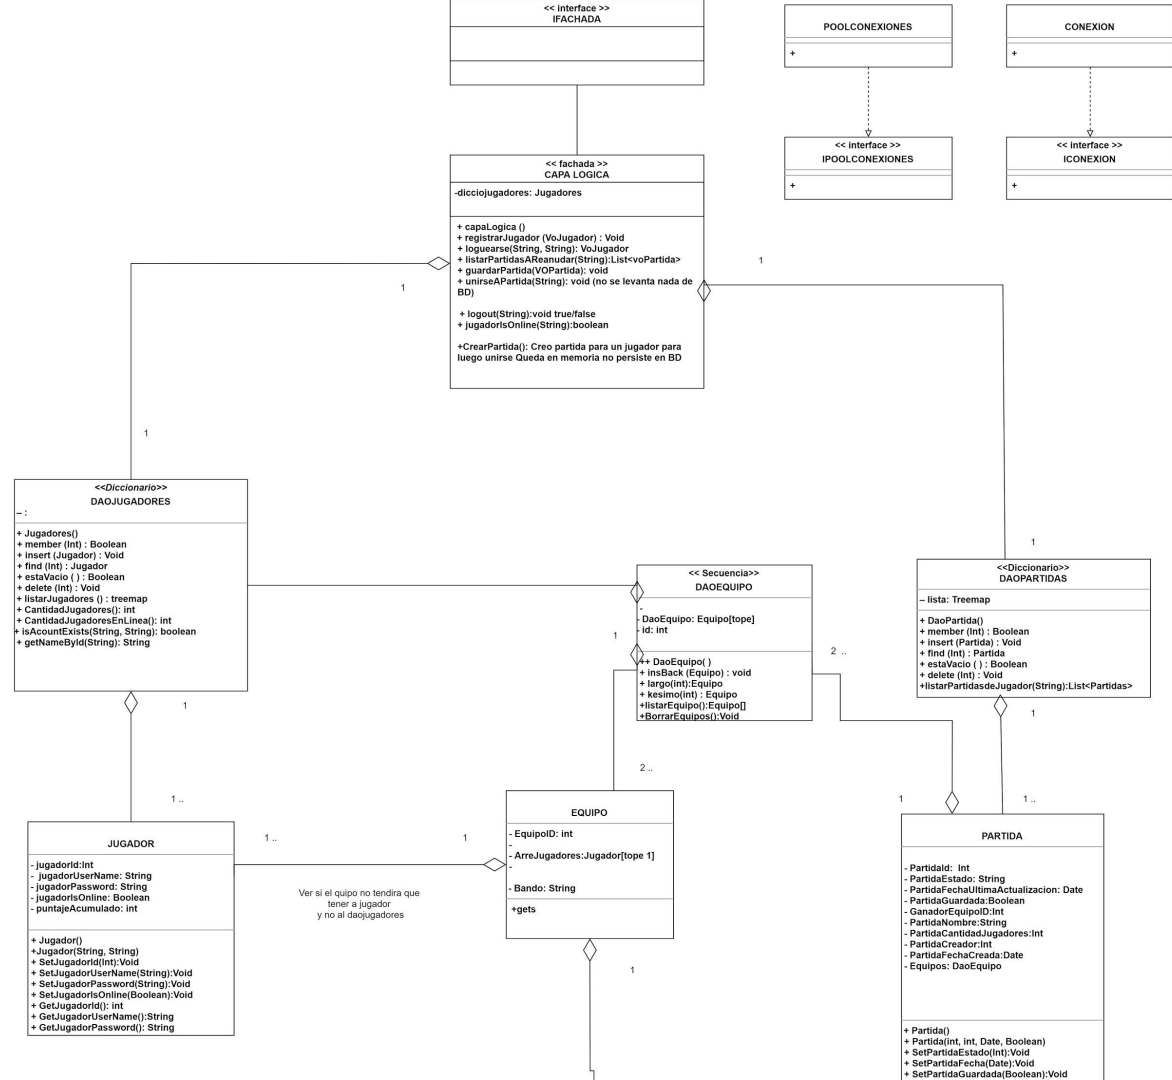 << interface >>
IFACHADA
POOLCONEXIONES
+
CONEXION
+
<< interface >>
IPOOLCONEXIONES
+
<< interface >>
ICONEXION
+
<< fachada >>
CAPA LOGICA
-dicciojugadores: Jugadores
+ capaLogica ()
+ registrarJugador (VoJugador) : Void
+ loguearse(String, String): VoJugador
+ listarPartidasAReanudar(String):List<voPartida>
+ guardarPartida(VOPartida): void
+ unirseAPartida(String): void (no se levanta nada de
BD)
+ logout(String):void true/false
+ jugadorIsOnline(String):boolean
+CrearPartida(): Creo partida para un jugador para
luego unirse Queda en memoria no persiste en BD
1
1
1
1
<<Diccionario>>
DAOJUGADORES
– :
+ Jugadores()
+ member (Int) : Boolean
+ insert (Jugador) : Void
+ find (Int) : Jugador
+ estaVacio ( ) : Boolean
+ delete (Int) : Void
+ listarJugadores () : treemap
+ CantidadJugadores(): int
+ CantidadJugadoresEnLinea(): int
+ isAcountExists(String, String): boolean
+ getNameById(String): String
<< Secuencia>>
DAOEQUIPO
-
- DaoEquipo: Equipo[tope]
- id: int
++ DaoEquipo( )
+ insBack (Equipo) : void
+ largo(int):Equipo
+ kesimo(int) : Equipo
+listarEquipo():Equipo[]
+BorrarEquipos():Void
1
2 ..
<<Diccionario>>
DAOPARTIDAS
– lista: Treemap
+ DaoPartida()
+ member (Int) : Boolean
+ insert (Partida) : Void
+ find (Int) : Partida
+ estaVacio ( ) : Boolean
+ delete (Int) : Void
+listarPartidasdeJugador(String):List<Partidas>
1
1
2 ..
1 ..
1
1 ..
JUGADOR
- jugadorId:Int
- jugadorUserName: String
- jugadorPassword: String
- jugadorIsOnline: Boolean
- puntajeAcumulado: int
+ Jugador()
+Jugador(String, String)
+ SetJugadorId(Int):Void
+ SetJugadorUserName(String):Void
+ SetJugadorPassword(String):Void
+ SetJugadorIsOnline(Boolean):Void
+ GetJugadorId(): int
+ GetJugadorUserName():String
+ GetJugadorPassword(): String
1 ..
1
Ver si el quipo no tendira que
tener a jugador
y no al daojugadores
EQUIPO
- EquipoID: int
-
- ArreJugadores:Jugador[tope 1]
-
- Bando: String
+gets
1
PARTIDA
- PartidaId: Int
- PartidaEstado: String
- PartidaFechaUltimaActualizacion: Date
- PartidaGuardada:Boolean
- GanadorEquipoID:Int
- PartidaNombre:String
- PartidaCantidadJugadores:Int
- PartidaCreador:Int
- PartidaFechaCreada:Date
- Equipos: DaoEquipo
+ Partida()
+ Partida(int, int, Date, Boolean)
+ SetPartidaEstado(Int):Void
+ SetPartidaFecha(Date):Void
+ SetPartidaGuardada(Boolean):Void